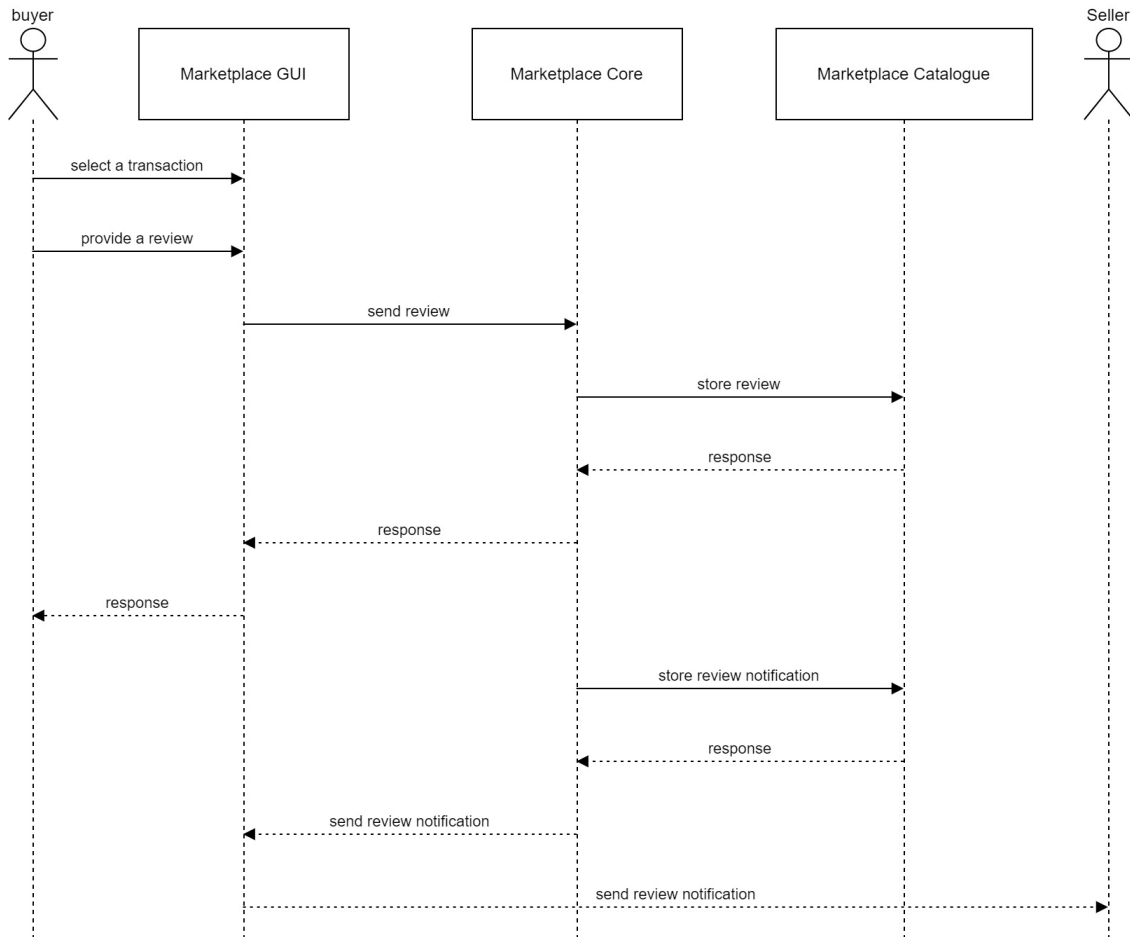 buyer
Seller
Marketplace GUI
Marketplace Core
Marketplace Catalogue
select a transaction
provide a review
send review
store review
response
response
response
store review notification
response
send review notification
send review notification